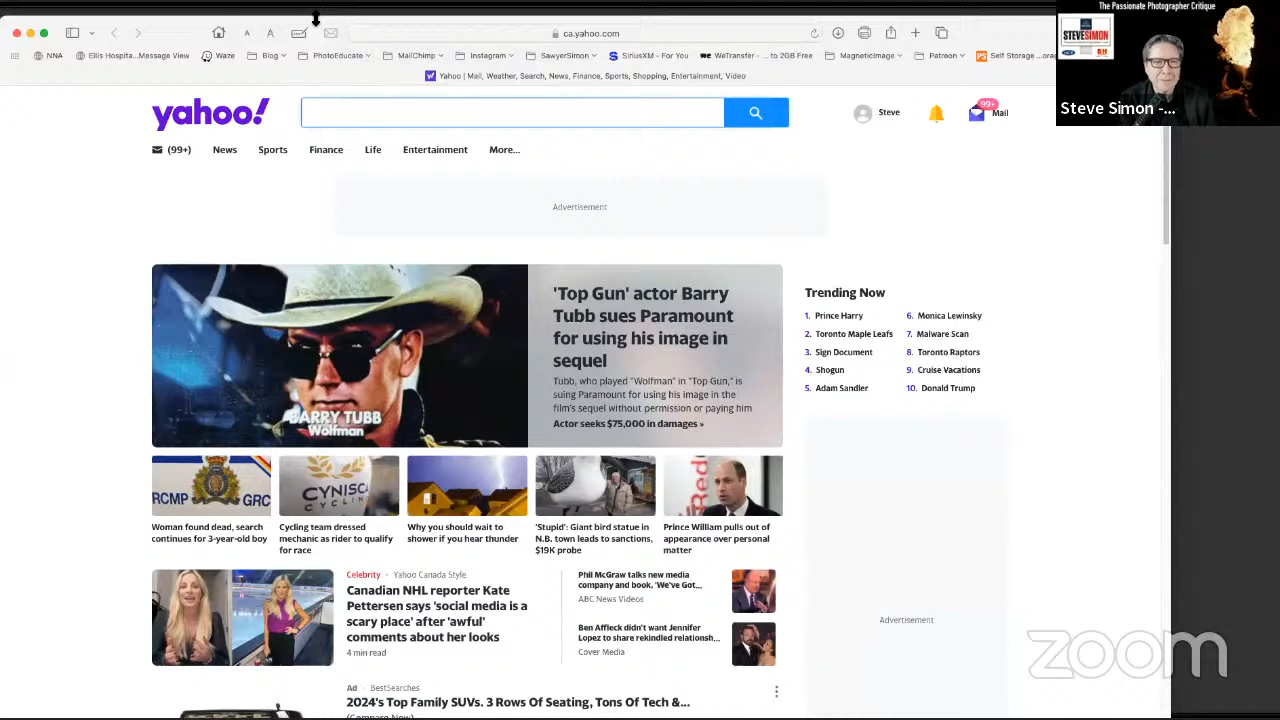 The Passionate Photographer Critique
STEVESIMON
Steve Simon -...
ca.yahoo.com
NNA
Ellis Hospita...Message View
Waze
Blog
PhotoEducate
MailChimp
Instagram
SawyerSimon
SiriusXM - For You
WeTransfer - ... to 2GB Free
MagneticImage
Patreon
Self Storage
Yahoo | Mail, Weather, Search, News, Finance, Sports, Shopping, Entertainment, Video
yahoo!
Steve
99+
Mail
(99+)
News
Sports
Finance
Life
Entertainment
More...
Advertisement
BARRY TUBB
Wolfman
'Top Gun' actor Barry
Tubb sues Paramount
for using his image in
sequel
Tubb, who played "Wolfman" in "Top Gun," is
suing Paramount for using his image in the
film's sequel without permission or paying him
Actor seeks $75,000 in damages »
Trending Now
1. Prince Harry
2. Toronto Maple Leafs
3. Sign Document
4. Shogun
5. Adam Sandler
6. Monica Lewinsky
7. Malware Scan
8. Toronto Raptors
9. Cruise Vacations
10. Donald Trump
RCMP GRC
Woman found dead, search
continues for 3-year-old boy
CYNISCA
CYCLING
Cycling team dressed
mechanic as rider to qualify
for race
Why you should wait to
shower if you hear thunder
'Stupid': Giant bird statue in
N.B. town leads to sanctions,
$19K probe
Red
Prince William pulls out of
appearance over personal
matter
Celebrity · Yahoo Canada Style
Canadian NHL reporter Kate
Pettersen says 'social media is a
scary place' after 'awful'
comments about her looks
4 min read
Phil McGraw talks new media
company and book, 'We've Got...
ABC News Videos
Ben Affleck didn't want Jennifer
Lopez to share rekindled relationsh...
Cover Media
Advertisement
Ad · BestSearches
2024's Top Family SUVs. 3 Rows Of Seating, Tons Of Tech &...
(Compare Now)
zoom